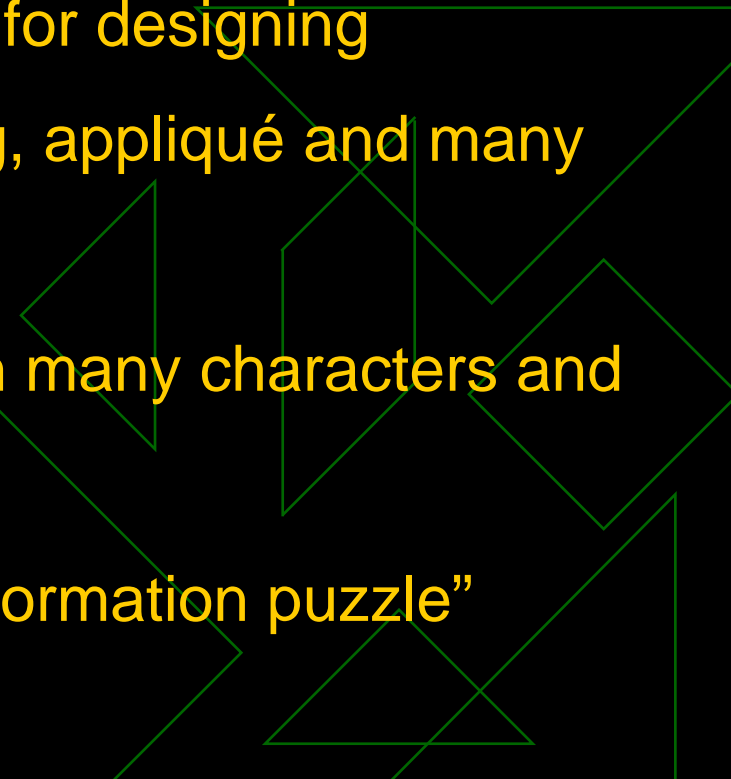 for designing
, appliqué and many
many characters and
ormation puzzle”